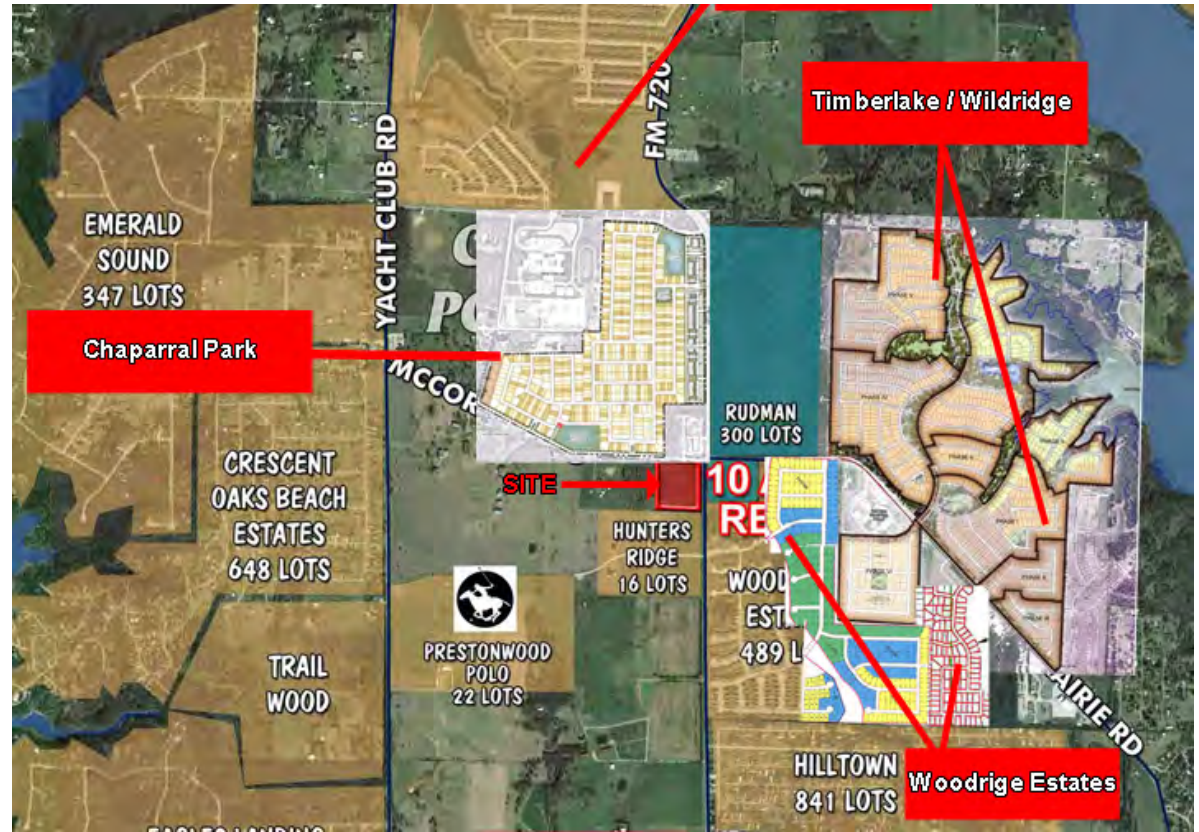 FM 720
Timberlake / Wildridge
YACHT CLUB RD
EMERALD
SOUND
347 LOTS
Chaparral Park
MCCOR
RUDMAN
300 LOTS
CRESCENT
OAKS BEACH
ESTATES
648 LOTS
SITE
10
RE
HUNTERS
RIDGE
16 LOTS
WOOD
EST
489 L
PRESTONWOOD
POLO
22 LOTS
TRAIL
WOOD
AIRIE RD
HILLTOWN
841 LOTS
Woodrige Estates